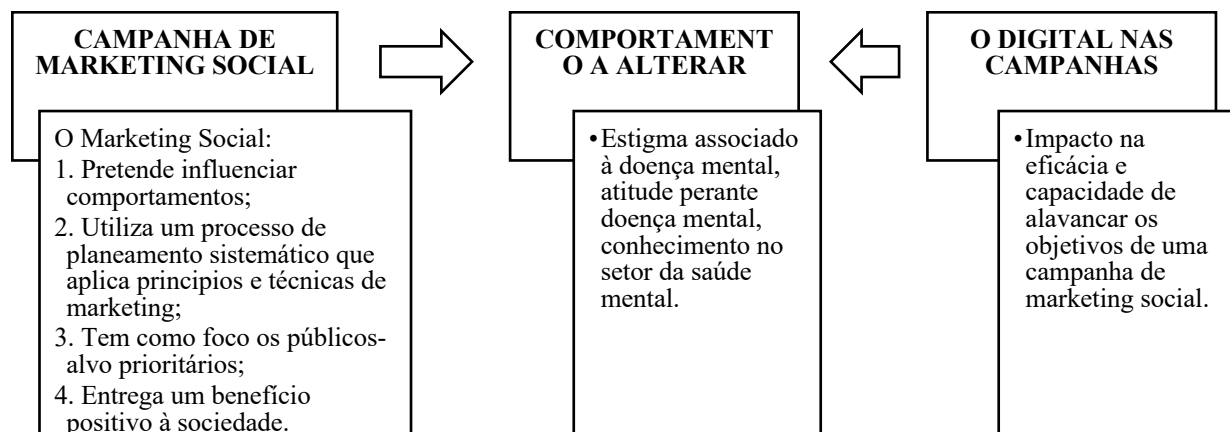 CAMPANHA DE
MARKETING SOCIAL
O Marketing Social:
1. Pretende influenciar
comportamentos;
2. Utiliza um processo de
planeamento sistemático que
aplica principios e técnicas de
marketing;
3. Tem como foco os públicos-
alvo prioritários;
4. Entrega um benefício
positivo à sociedade.
COMPORTAMENT
O A ALTERAR
•Estigma associado
à doença mental,
atitude perante
doença mental,
conhecimento no
setor da saúde
mental.
O DIGITAL NAS
CAMPANHAS
•Impacto na
eficácia e
capacidade de
alavancar os
objetivos de uma
campanha de
marketing social.